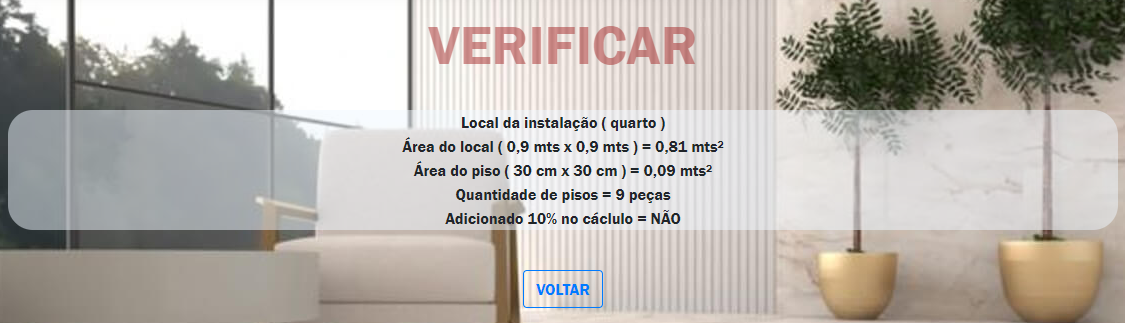 VERIFICAR
Local da instalação ( quarto )
Área do local ( 0,9 mts x 0,9 mts ) = 0,81 mts²
Área do piso ( 30 cm x 30 cm ) = 0,09 mts²
Quantidade de pisos = 9 peças
Adicionado 10% no cáclulo = NÃO
VOLTAR